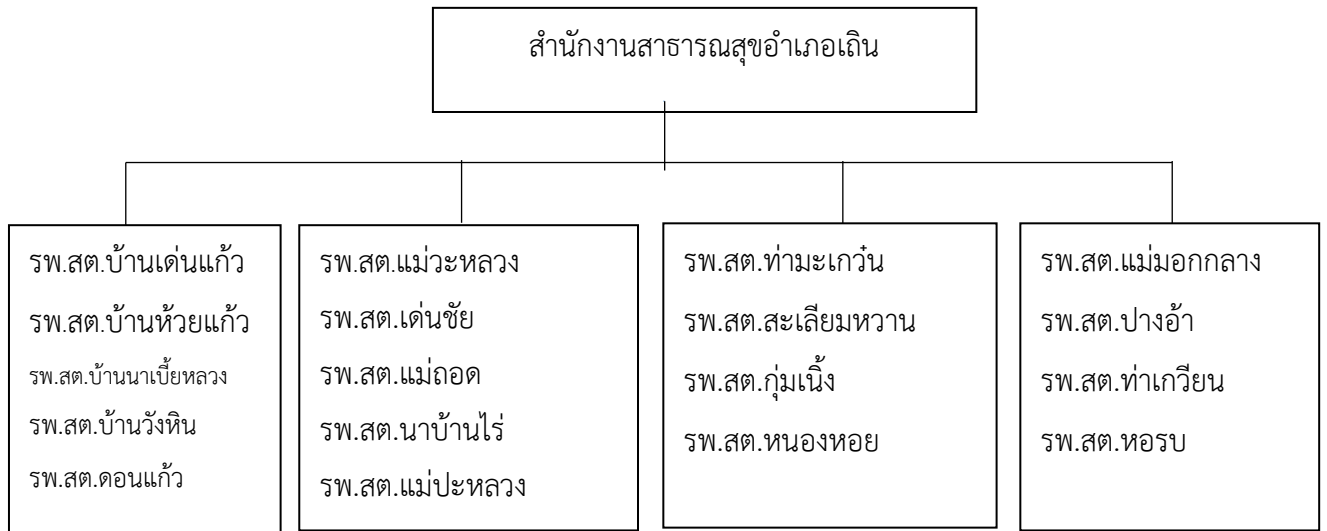 สำนักงานสาธารณสุขอำเภอเถิน
รพ.สต.บ้านเด่นแก้ว
รพ.สต.บ้านห้วยแก้ว
รพ.สต.บ้านนาเบี้ยหลวง
รพ.สต.บ้านวังหิน
รพ.สต.ดอนแก้ว
รพ.สต.แม่วะหลวง
รพ.สต.เด่นชัย
รพ.สต.แม่ถอด
รพ.สต.นาบ้านไร่
รพ.สต.แม่ปะหลวง
รพ.สต.ท่ามะเกว๋น
รพ.สต.สะเลียมหวาน
รพ.สต.กุ่มเนิ้ง
รพ.สต.หนองหอย
รพ.สต.แม่มอกกลาง
รพ.สต.ปางอ้า
รพ.สต.ท่าเกวียน
รพ.สต.หอรบ